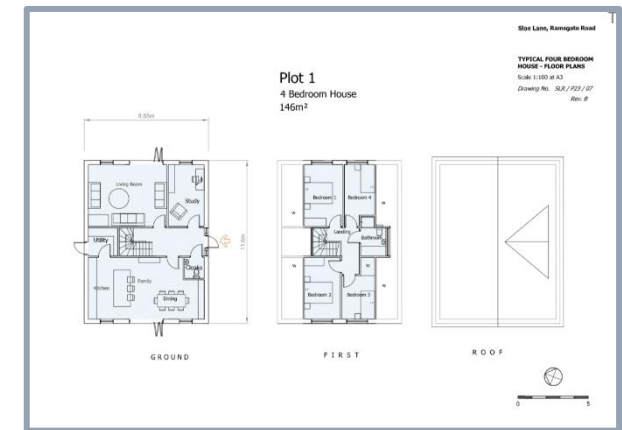 Sloe Lane, Ramsgate Road
TYPICAL FOUR BEDROOM
HOUSE - FLOOR PLANS
Scale 1:100 at A3
Drawing No. SLR / P23 / 07
Rev. B
Plot 1
4 Bedroom House
146m²
Living Room
Study
Utility
Cloaks
Kitchen
Family
Dining
GROUND
Bedroom 1
Bedroom 4
W
W
Landing
Bathroom
W
W
Bedroom 2
Bedroom 3
FIRST
ROOF
0 5